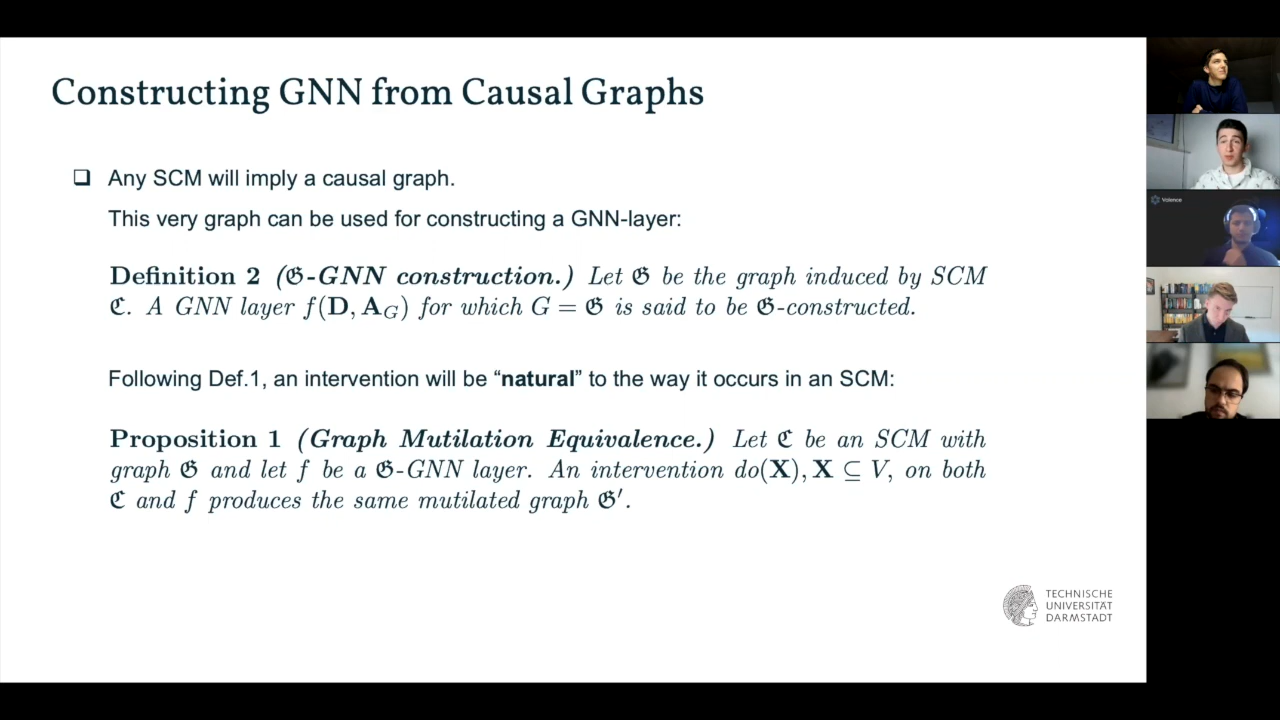 Constructing GNN from Causal Graphs
❑ Any SCM will imply a causal graph.
This very graph can be used for constructing a GNN-layer:
Definition 2 (𝕲-GNN construction.) Let 𝕲 be the graph induced by SCM
ℭ. A GNN layer f(D, A_G) for which G = 𝕲 is said to be 𝕲-constructed.
Following Def.1, an intervention will be “natural” to the way it occurs in an SCM:
Proposition 1 (Graph Mutilation Equivalence.) Let ℭ be an SCM with
graph 𝕲 and let f be a 𝕲-GNN layer. An intervention do(X), X ⊆ V, on both
ℭ and f produces the same mutilated graph 𝕲′.
TECHNISCHE
UNIVERSITÄT
DARMSTADT
Valence